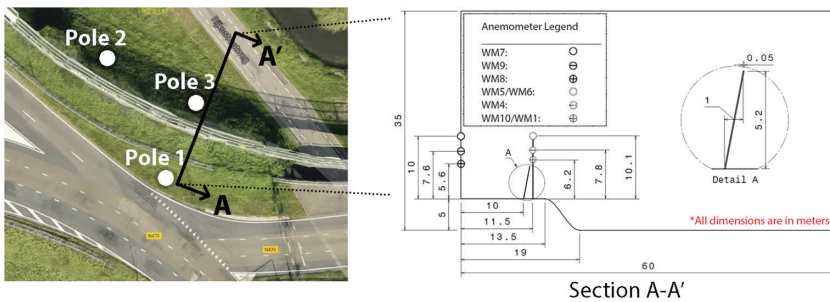 Pole 2
Pole 3
Pole 1
A'
A
N470
N470
Anemometer Legend
WM7:
WM9:
WM8:
WM5/WM6:
WM4:
WM10/WM1:
35
10
7.6
5.6
5
A
6.2
7.8
10.1
10
11.5
13.5
19
60
0.05
1
5.2
Detail A
*All dimensions are in meters
Section A-A'